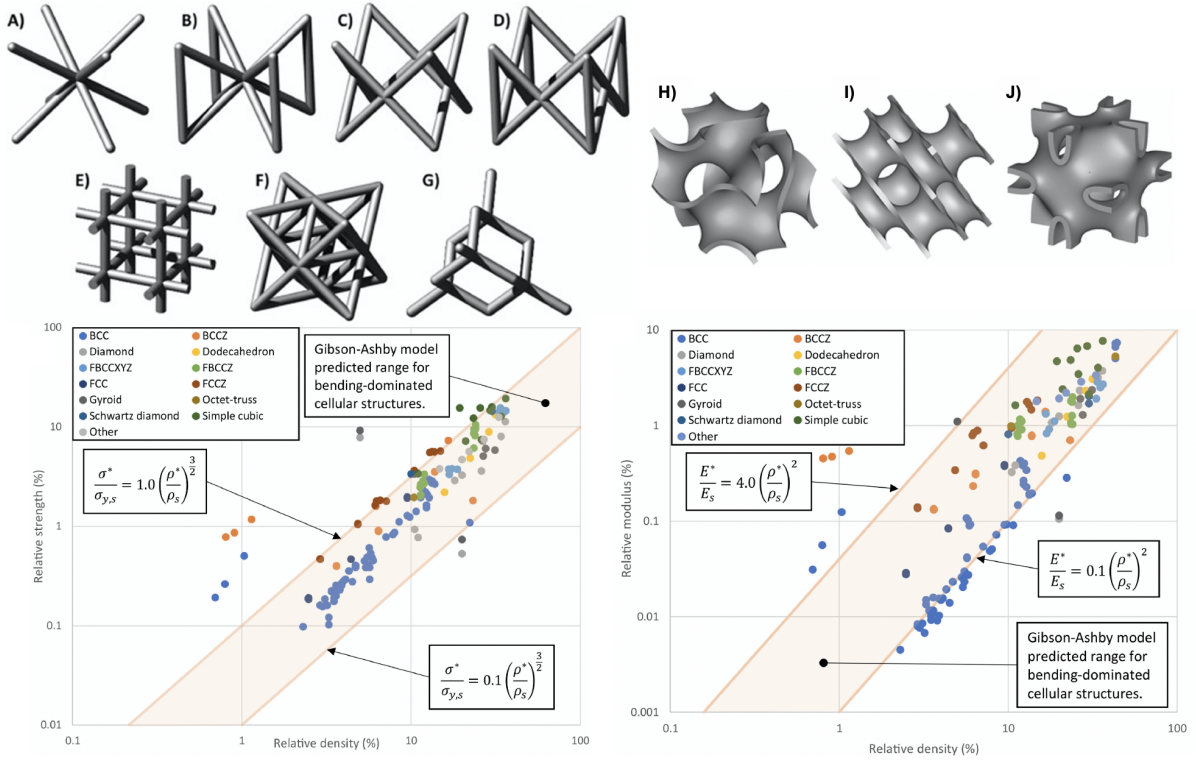 A)
B)
C)
D)
E)
F)
G)
H)
I)
J)
100
10
1
0.1
0.01
0.1
1
10
100
Relative strength (%)
Relative density (%)
BCC
BCCZ
Diamond
Dodecahedron
FBCCXYZ
FBCCZ
FCC
FCCZ
Gyroid
Octet-truss
Schwartz diamond
Simple cubic
Other
Gibson-Ashby model
predicted range for
bending-dominated
cellular structures.
σ*/σy,s = 1.0 (ρ*/ρs)^3/2
σ*/σy,s = 0.1 (ρ*/ρs)^3/2
10
1
0.1
0.01
0.001
0.1
1
10
100
Relative modulus (%)
Relative density (%)
BCC
BCCZ
Diamond
Dodecahedron
FBCCXYZ
FBCCZ
FCC
FCCZ
Gyroid
Octet-truss
Schwartz diamond
Simple cubic
Other
E*/Es = 4.0 (ρ*/ρs)^2
E*/Es = 0.1 (ρ*/ρs)^2
Gibson-Ashby model
predicted range for
bending-dominated
cellular structures.